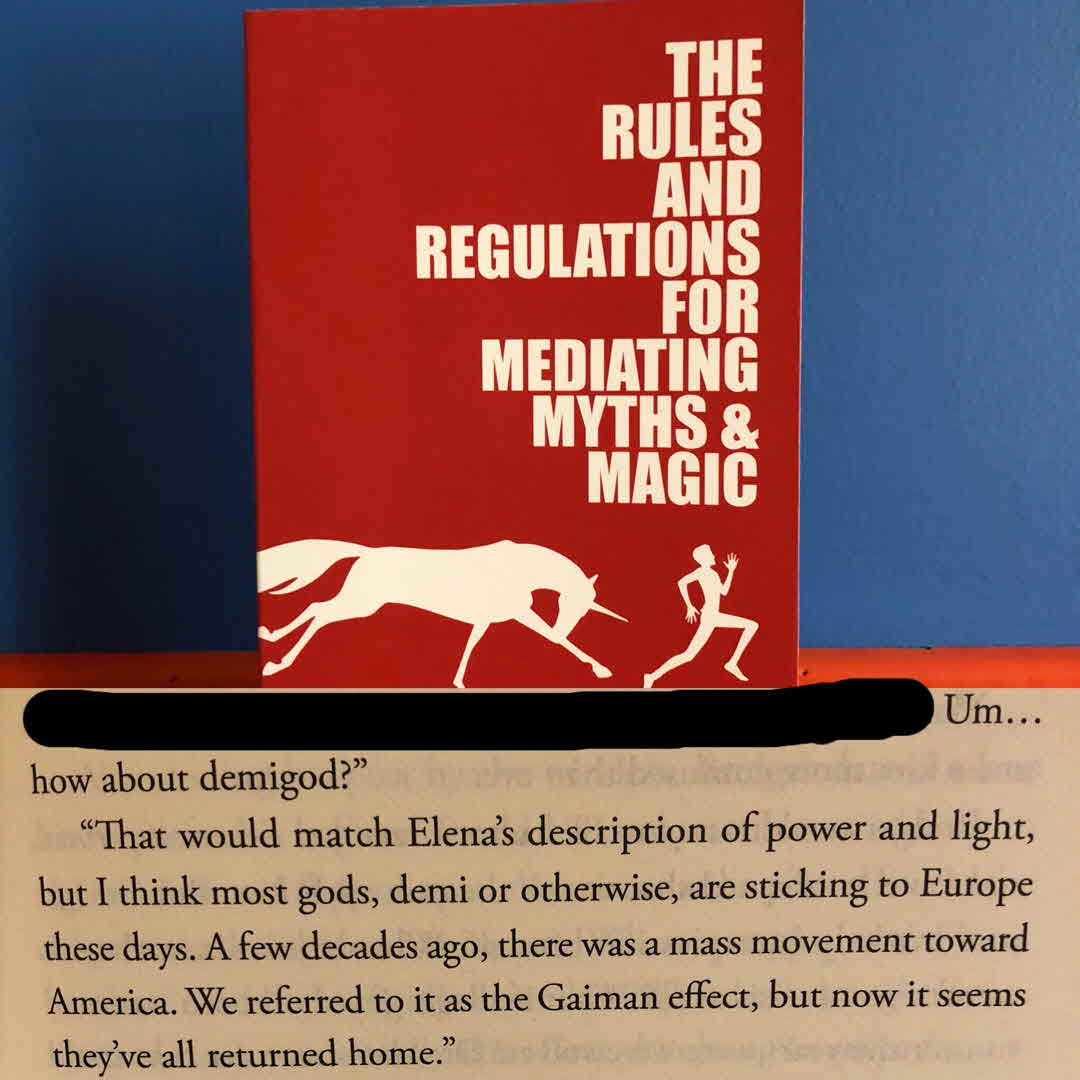 THE
RULES
AND
REGULATIONS
FOR
MEDIATING
MYTHS &
MAGIC
Um…
how about demigod?”
“That would match Elena’s description of power and light,
but I think most gods, demi or otherwise, are sticking to Europe
these days. A few decades ago, there was a mass movement toward
America. We referred to it as the Gaiman effect, but now it seems
they’ve all returned home.”